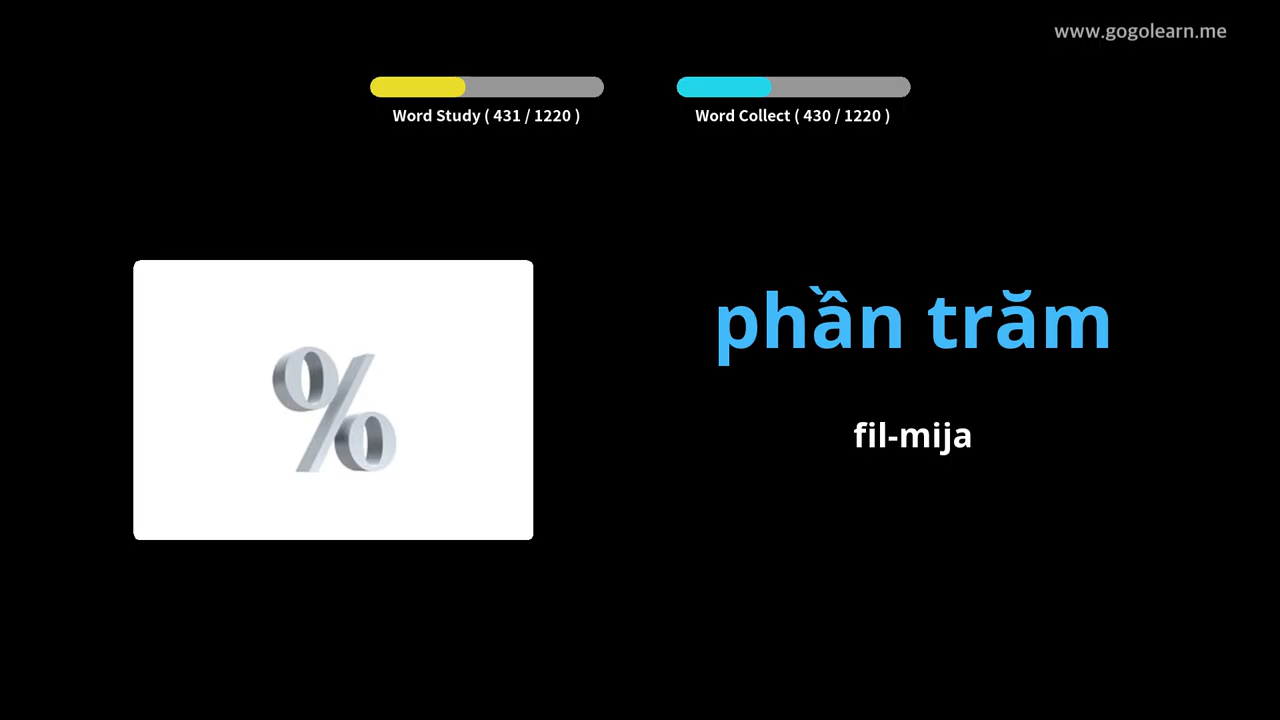 www.gogolearn.me
Word Study ( 431 / 1220 )
Word Collect ( 430 / 1220 )
%
phần trăm
fil-mija